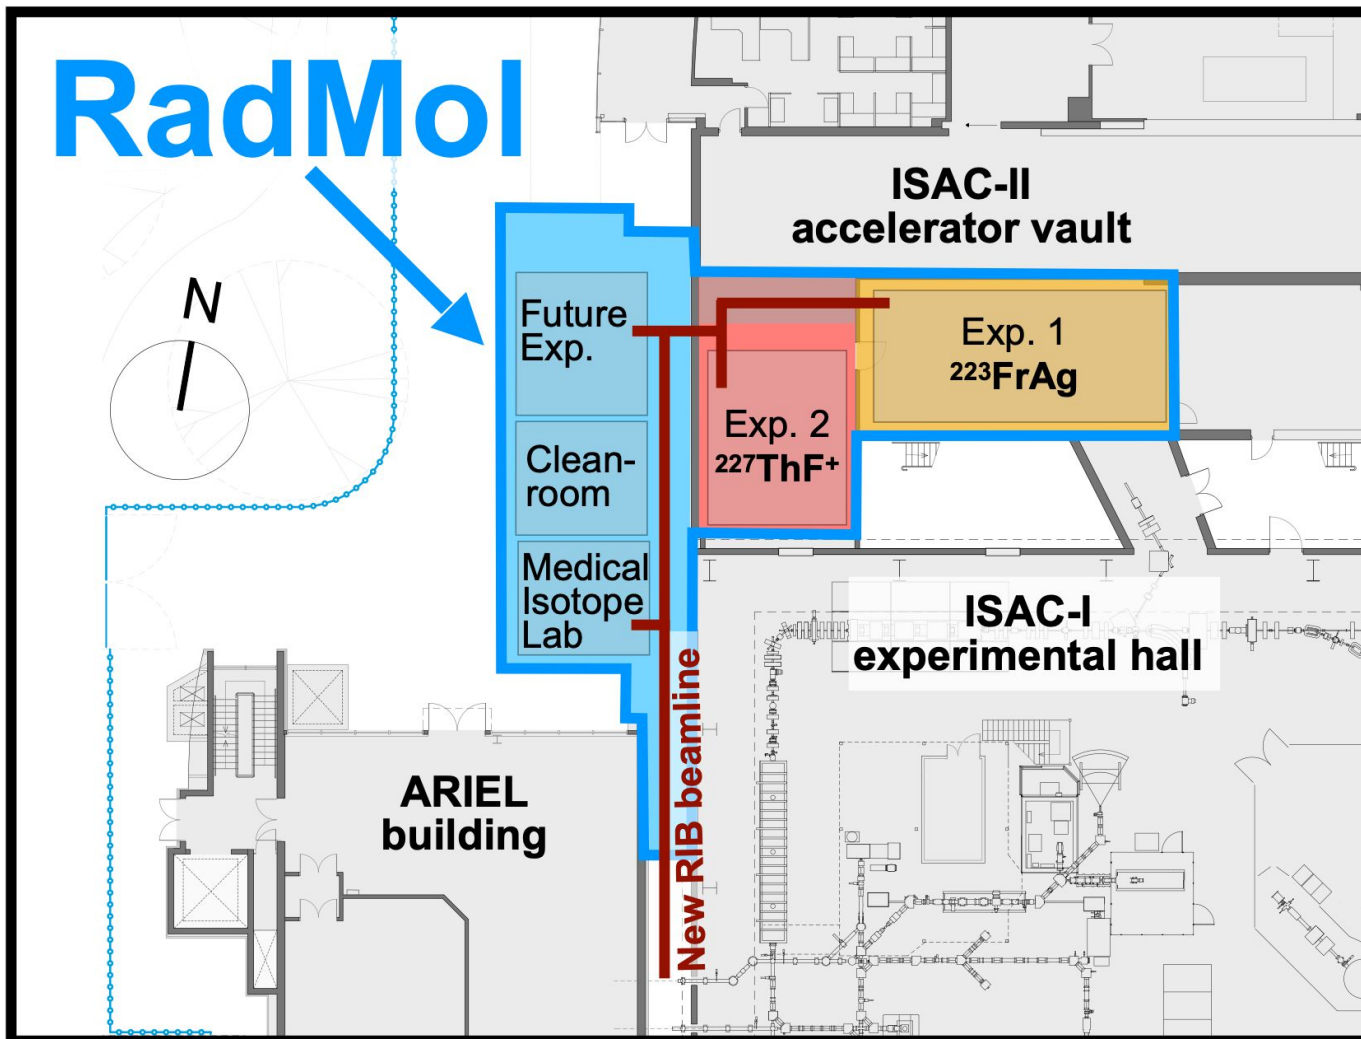 RadMol
ISAC-II
accelerator vault
N
Future
Exp.
Exp. 1
²²³FrAg
Exp. 2
²²⁷ThF⁺
Clean-
room
Medical
Isotope
Lab
ISAC-I
experimental hall
New RIB beamline
ARIEL
building